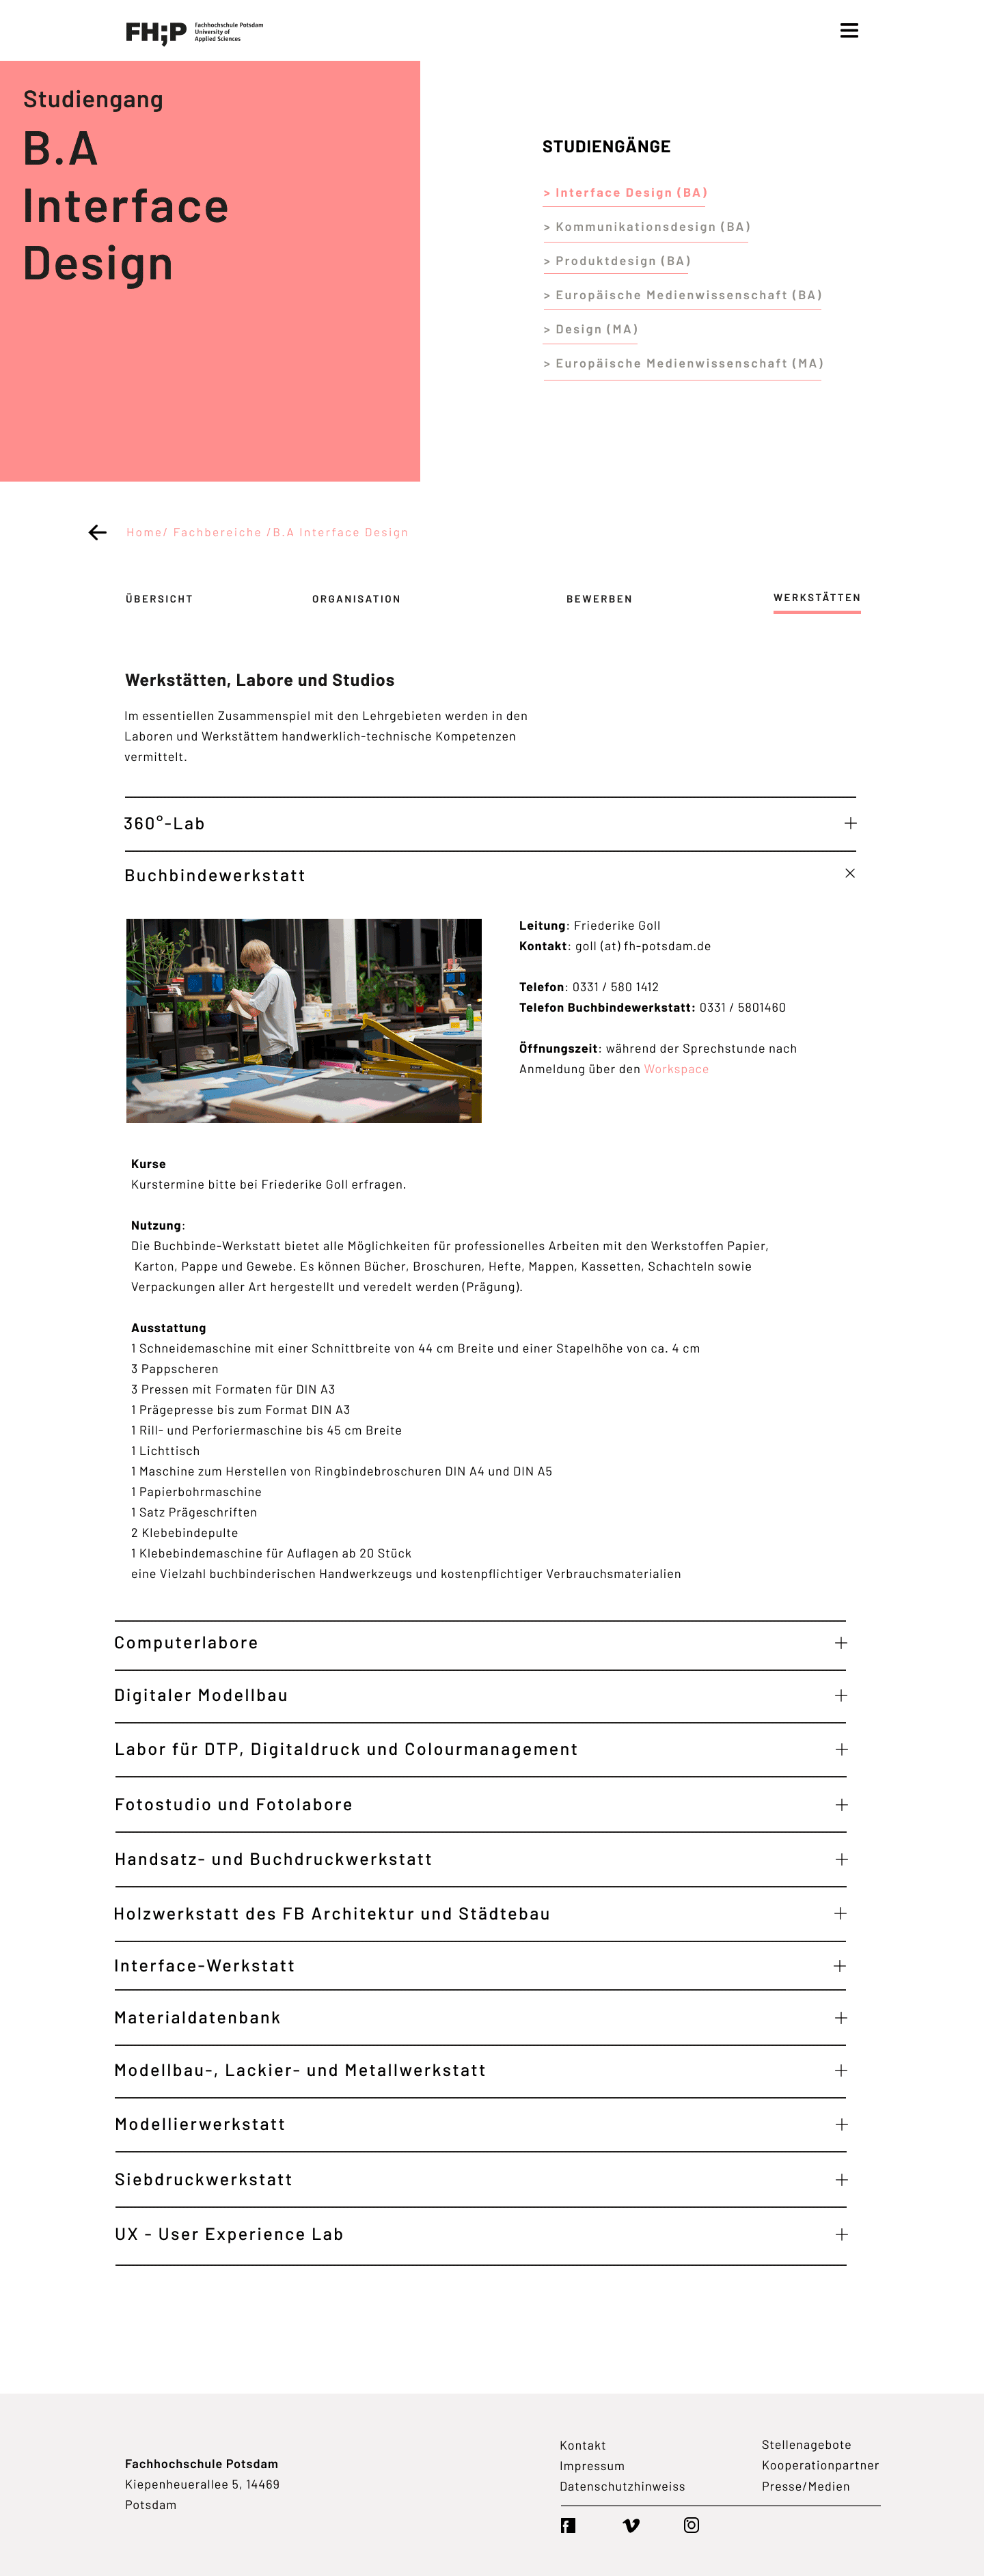 FH;P
Fachhochschule Potsdam
University of
Applied Sciences
Studiengang
B.A
Interface
Design
STUDIENGÄNGE
> Interface Design (BA)
> Kommunikationsdesign (BA)
> Produktdesign (BA)
> Europäische Medienwissenschaft (BA)
> Design (MA)
> Europäische Medienwissenschaft (MA)
Home/ Fachbereiche /B.A Interface Design
ÜBERSICHT ORGANISATION BEWERBEN WERKSTÄTTEN
Werkstätten, Labore und Studios
Im essentiellen Zusammenspiel mit den Lehrgebieten werden in den
Laboren und Werkstättem handwerklich-technische Kompetenzen
vermittelt.
360°-Lab
Buchbindewerkstatt
Leitung: Friederike Goll
Kontakt: goll (at) fh-potsdam.de
Telefon: 0331 / 580 1412
Telefon Buchbindewerkstatt: 0331 / 5801460
Öffnungszeit: während der Sprechstunde nach
Anmeldung über den Workspace
Kurse
Kurstermine bitte bei Friederike Goll erfragen.
Nutzung:
Die Buchbinde-Werkstatt bietet alle Möglichkeiten für professionelles Arbeiten mit den Werkstoffen Papier,
Karton, Pappe und Gewebe. Es können Bücher, Broschuren, Hefte, Mappen, Kassetten, Schachteln sowie
Verpackungen aller Art hergestellt und veredelt werden (Prägung).
Ausstattung
1 Schneidemaschine mit einer Schnittbreite von 44 cm Breite und einer Stapelhöhe von ca. 4 cm
3 Pappscheren
3 Pressen mit Formaten für DIN A3
1 Prägepresse bis zum Format DIN A3
1 Rill- und Perforiermaschine bis 45 cm Breite
1 Lichttisch
1 Maschine zum Herstellen von Ringbindebroschuren DIN A4 und DIN A5
1 Papierbohrmaschine
1 Satz Prägeschriften
2 Klebebindepulte
1 Klebebindemaschine für Auflagen ab 20 Stück
eine Vielzahl buchbinderischen Handwerkzeugs und kostenpflichtiger Verbrauchsmaterialien
Computerlabore
Digitaler Modellbau
Labor für DTP, Digitaldruck und Colourmanagement
Fotostudio und Fotolabore
Handsatz- und Buchdruckwerkstatt
Holzwerkstatt des FB Architektur und Städtebau
Interface-Werkstatt
Materialdatenbank
Modellbau-, Lackier- und Metallwerkstatt
Modellierwerkstatt
Siebdruckwerkstatt
UX - User Experience Lab
Fachhochschule Potsdam
Kiepenheuerallee 5, 14469
Potsdam
Kontakt
Impressum
Datenschutzhinweiss
Stellenagebote
Kooperationpartner
Presse/Medien